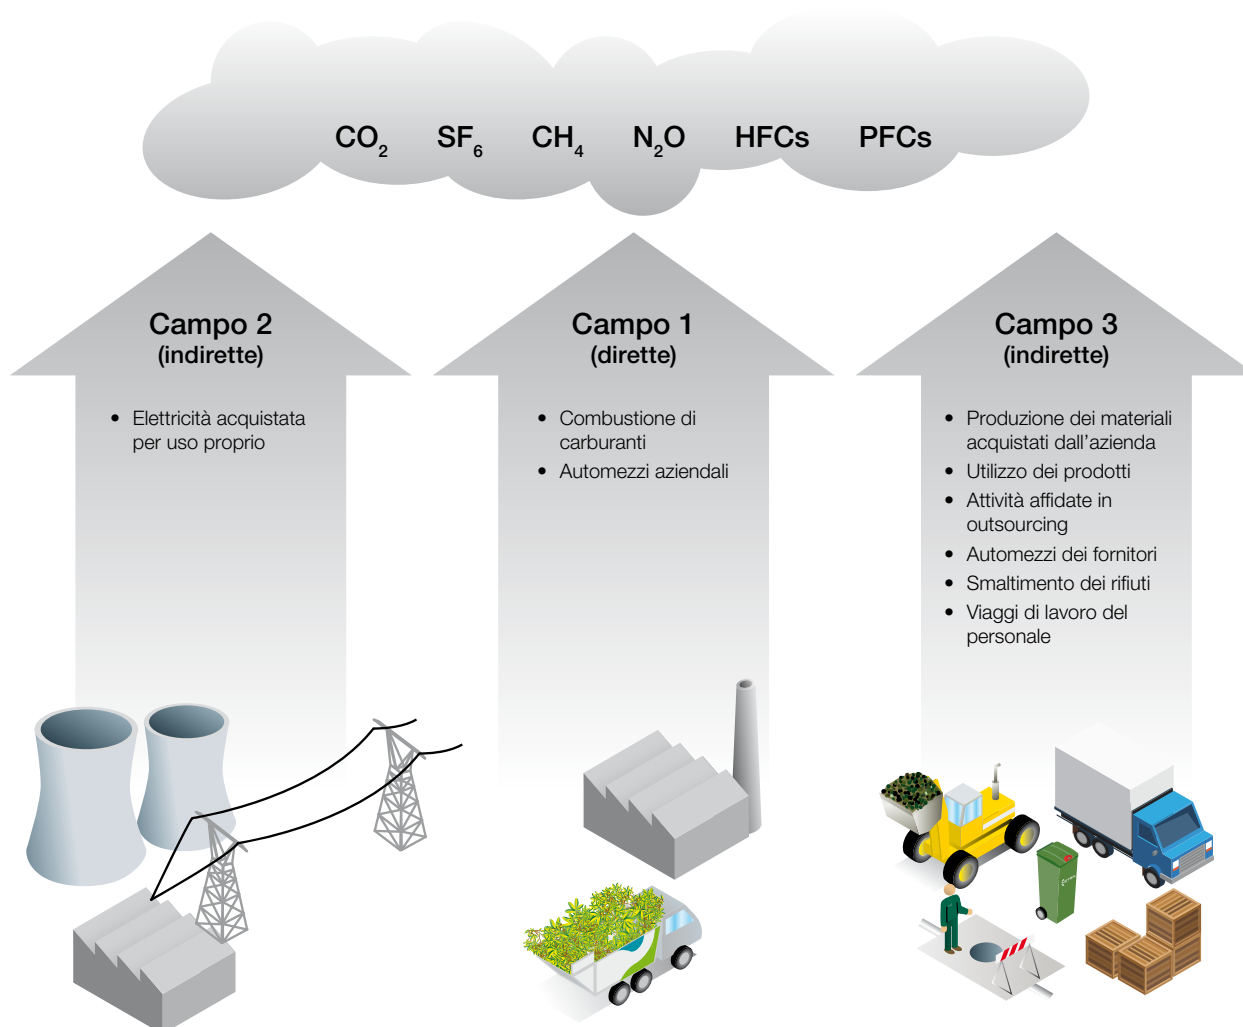 CO₂ SF₆ CH₄ N₂O HFCs PFCs
Campo 2
(indirette)
• Elettricità acquistata
per uso proprio
Campo 1
(dirette)
• Combustione di
carburanti
• Automezzi aziendali
Campo 3
(indirette)
• Produzione dei materiali
acquistati dall'azienda
• Utilizzo dei prodotti
• Attività affidate in
outsourcing
• Automezzi dei fornitori
• Smaltimento dei rifiuti
• Viaggi di lavoro del
personale